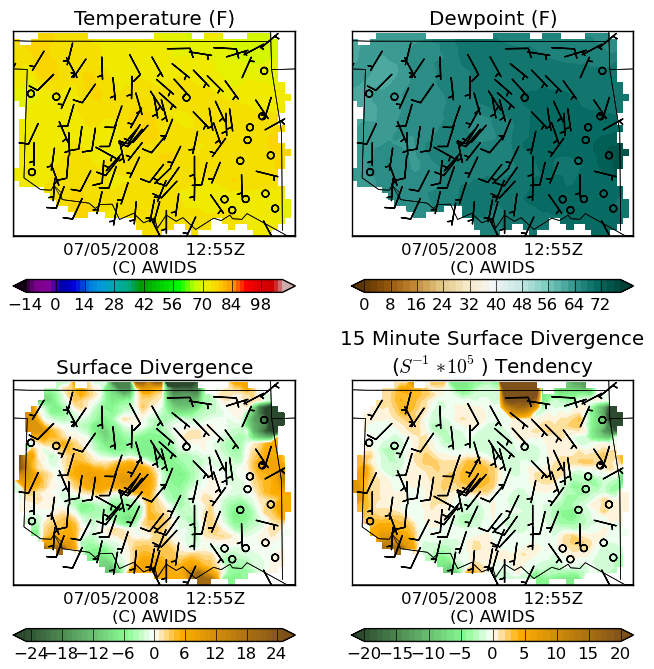 Temperature (F)
Dewpoint (F)
07/05/2008 12:55Z
(C) AWIDS
−14 0 14 28 42 56 70 84 98
07/05/2008 12:55Z
(C) AWIDS
0 8 16 24 32 40 48 56 64 72
Surface Divergence
15 Minute Surface Divergence
(S⁻¹ *10⁵ ) Tendency
07/05/2008 12:55Z
(C) AWIDS
−24 −18 −12 −6 0 6 12 18 24
07/05/2008 12:55Z
(C) AWIDS
−20 −15 −10 −5 0 5 10 15 20